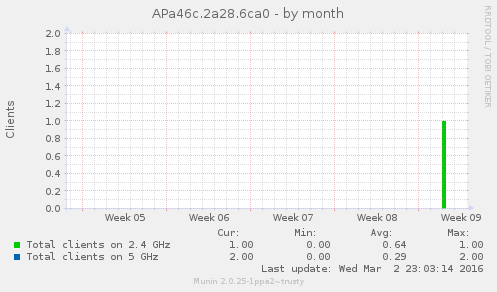 APa46c.2a28.6ca0 - by month
RRDTOOL / TOBI OETIKER
Clients
2.0
1.8
1.6
1.4
1.2
1.0
0.8
0.6
0.4
0.2
0.0
Week 05 Week 06 Week 07 Week 08 Week 09
Cur: Min: Avg: Max:
Total clients on 2.4 GHz 1.00 0.00 0.64 1.00
Total clients on 5 GHz 2.00 0.00 0.29 2.00
Last update: Wed Mar 2 23:03:14 2016
Munin 2.0.25-1ppa2~trusty